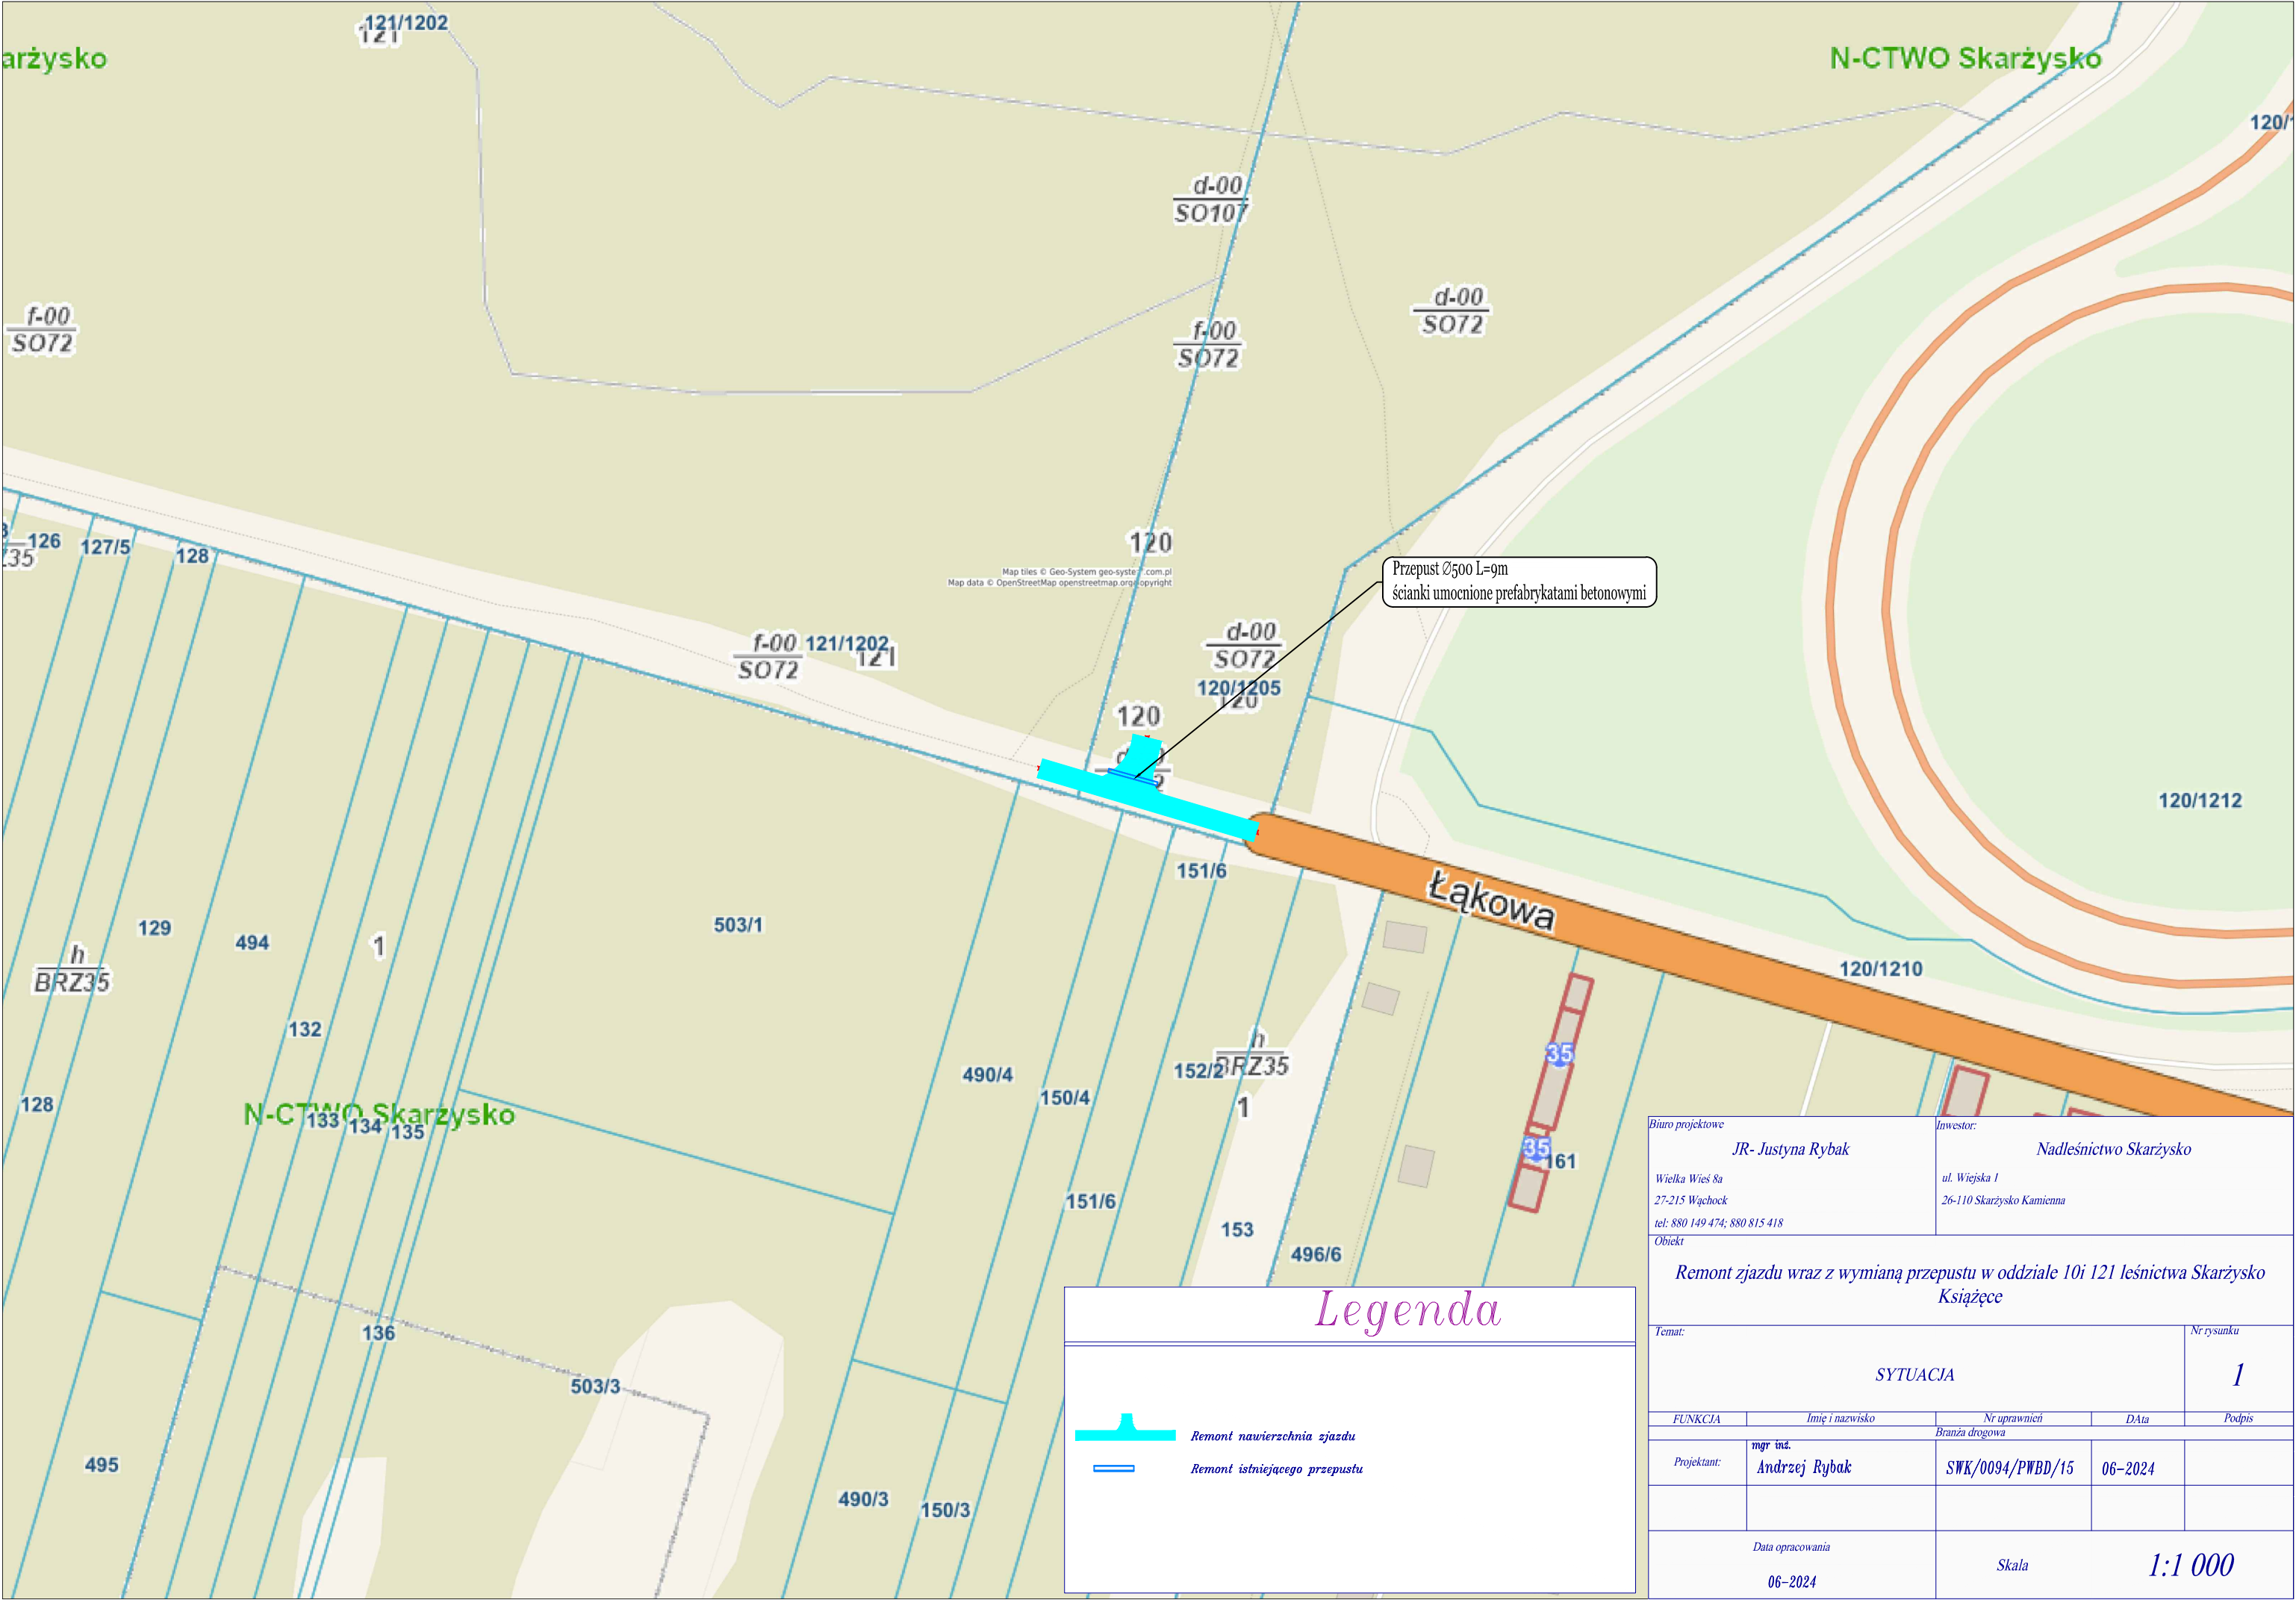 121/1202
121
arżysko
N-CTWO Skarżysko
120/1
d-00
SO107
f-00
SO72
d-00
SO72
f-00
SO72
120
126
127/5
128
Map tiles © Geo-System geo-system.com.pl
Map data © OpenStreetMap openstreetmap.org/copyright
Przepust Ø500 L=9m
ścianki umocnione prefabrykatami betonowymi
f-00
SO72
121/1202
121
d-00
SO72
120/1205
120
120
120/1212
151/6
Łąkowa
503/1
129
494
1
h
BRZ35
120/1210
132
h
BRZ35
35
490/4
152/2
150/4
1
128
N-CTWO Skarżysko
133
134
135
35
161
151/6
153
496/6
136
503/3
495
490/3
150/3
Legenda
Remont nawierzchnia zjazdu
Remont istniejącego przepustu
Biuro projektowe
JR- Justyna Rybak
Wielka Wieś 8a
27-215 Wąchock
tel: 880 149 474; 880 815 418
Inwestor:
Nadleśnictwo Skarżysko
ul. Wiejska 1
26-110 Skarżysko Kamienna
Obiekt
Remont zjazdu wraz z wymianą przepustu w oddziale 10i 121 leśnictwa Skarżysko
Książęce
Temat:
SYTUACJA
Nr rysunku
1
FUNKCJA
Imię i nazwisko
Nr uprawnień
DAta
Podpis
Branża drogowa
Projektant:
mgr inż.
Andrzej Rybak
SWK/0094/PWBD/15
06-2024
Data opracowania
06-2024
Skala
1:1 000